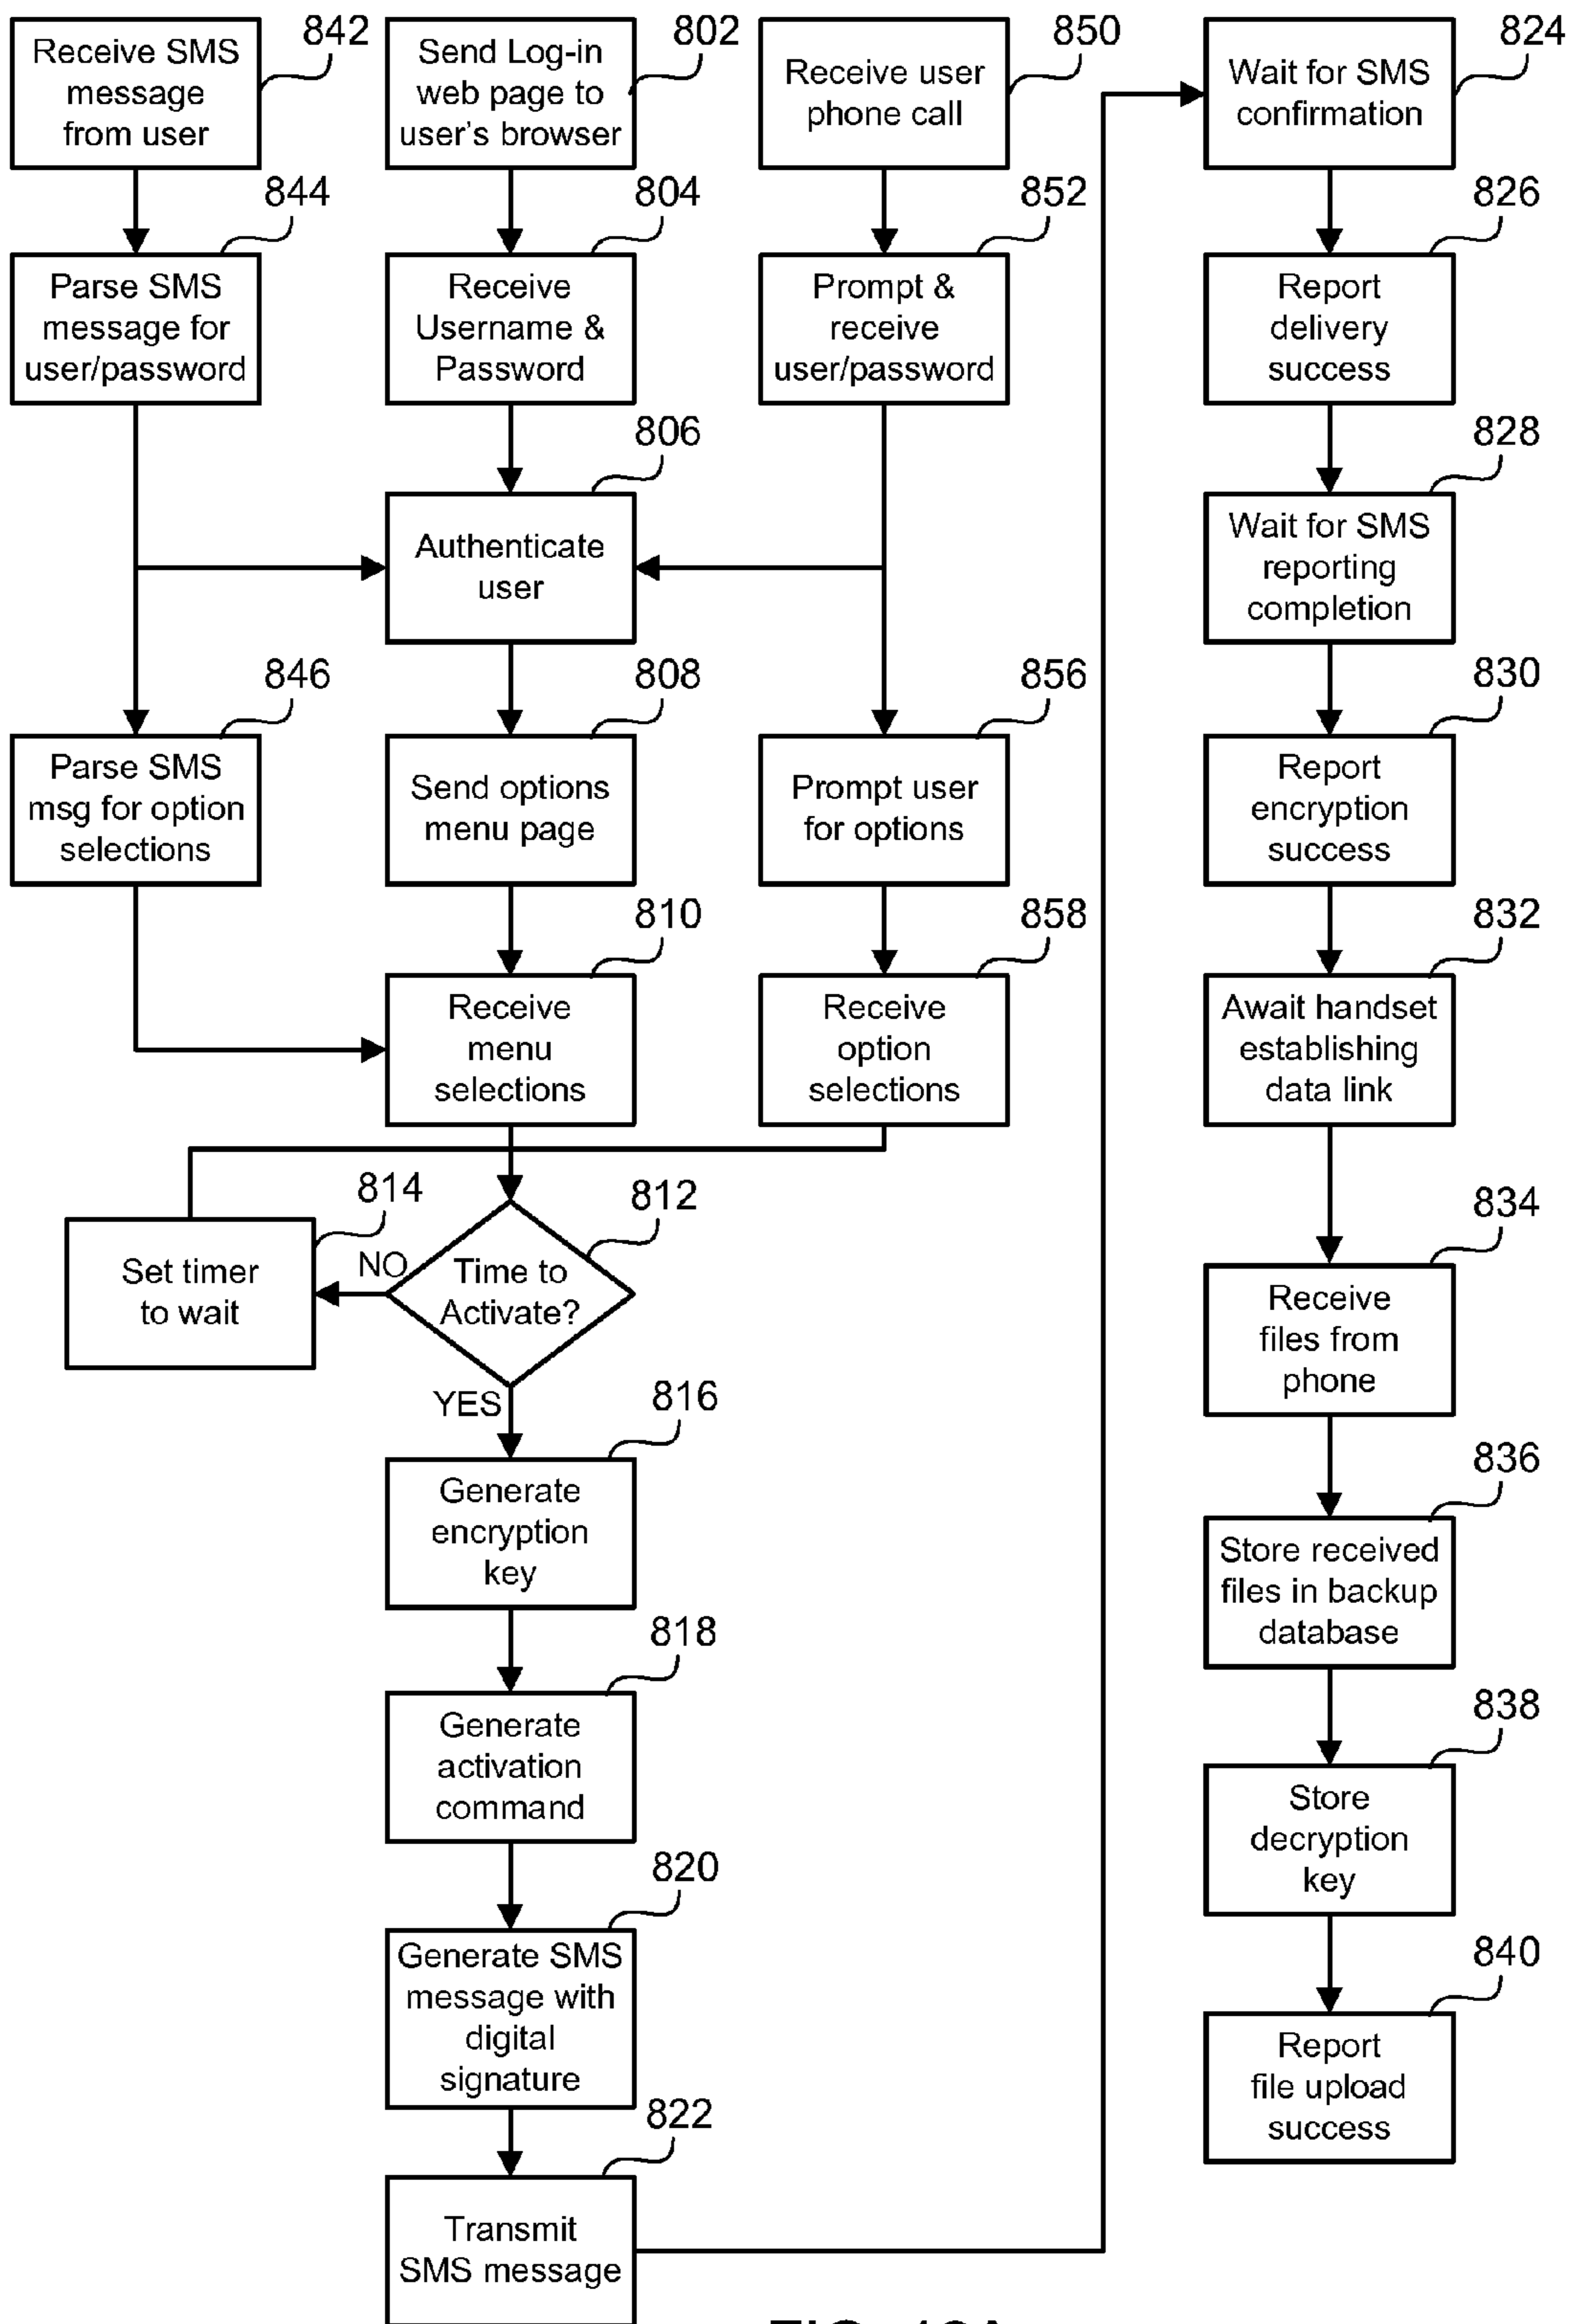 842
Receive SMS
message
from user
802
Send Log-in
web page to
user's browser
850
Receive user
phone call
824
Wait for SMS
confirmation
844
Parse SMS
message for
user/password
804
Receive
Username &
Password
852
Prompt &
receive
user/password
826
Report
delivery
success
806
Authenticate
user
828
Wait for SMS
reporting
completion
846
Parse SMS
msg for option
selections
808
Send options
menu page
856
Prompt user
for options
830
Report
encryption
success
810
Receive
menu
selections
858
Receive
option
selections
832
Await handset
establishing
data link
814
Set timer
to wait
NO
812
Time to
Activate?
YES
834
Receive
files from
phone
816
Generate
encryption
key
836
Store received
files in backup
database
818
Generate
activation
command
838
Store
decryption
key
820
Generate SMS
message with
digital
signature
840
Report
file upload
success
822
Transmit
SMS message